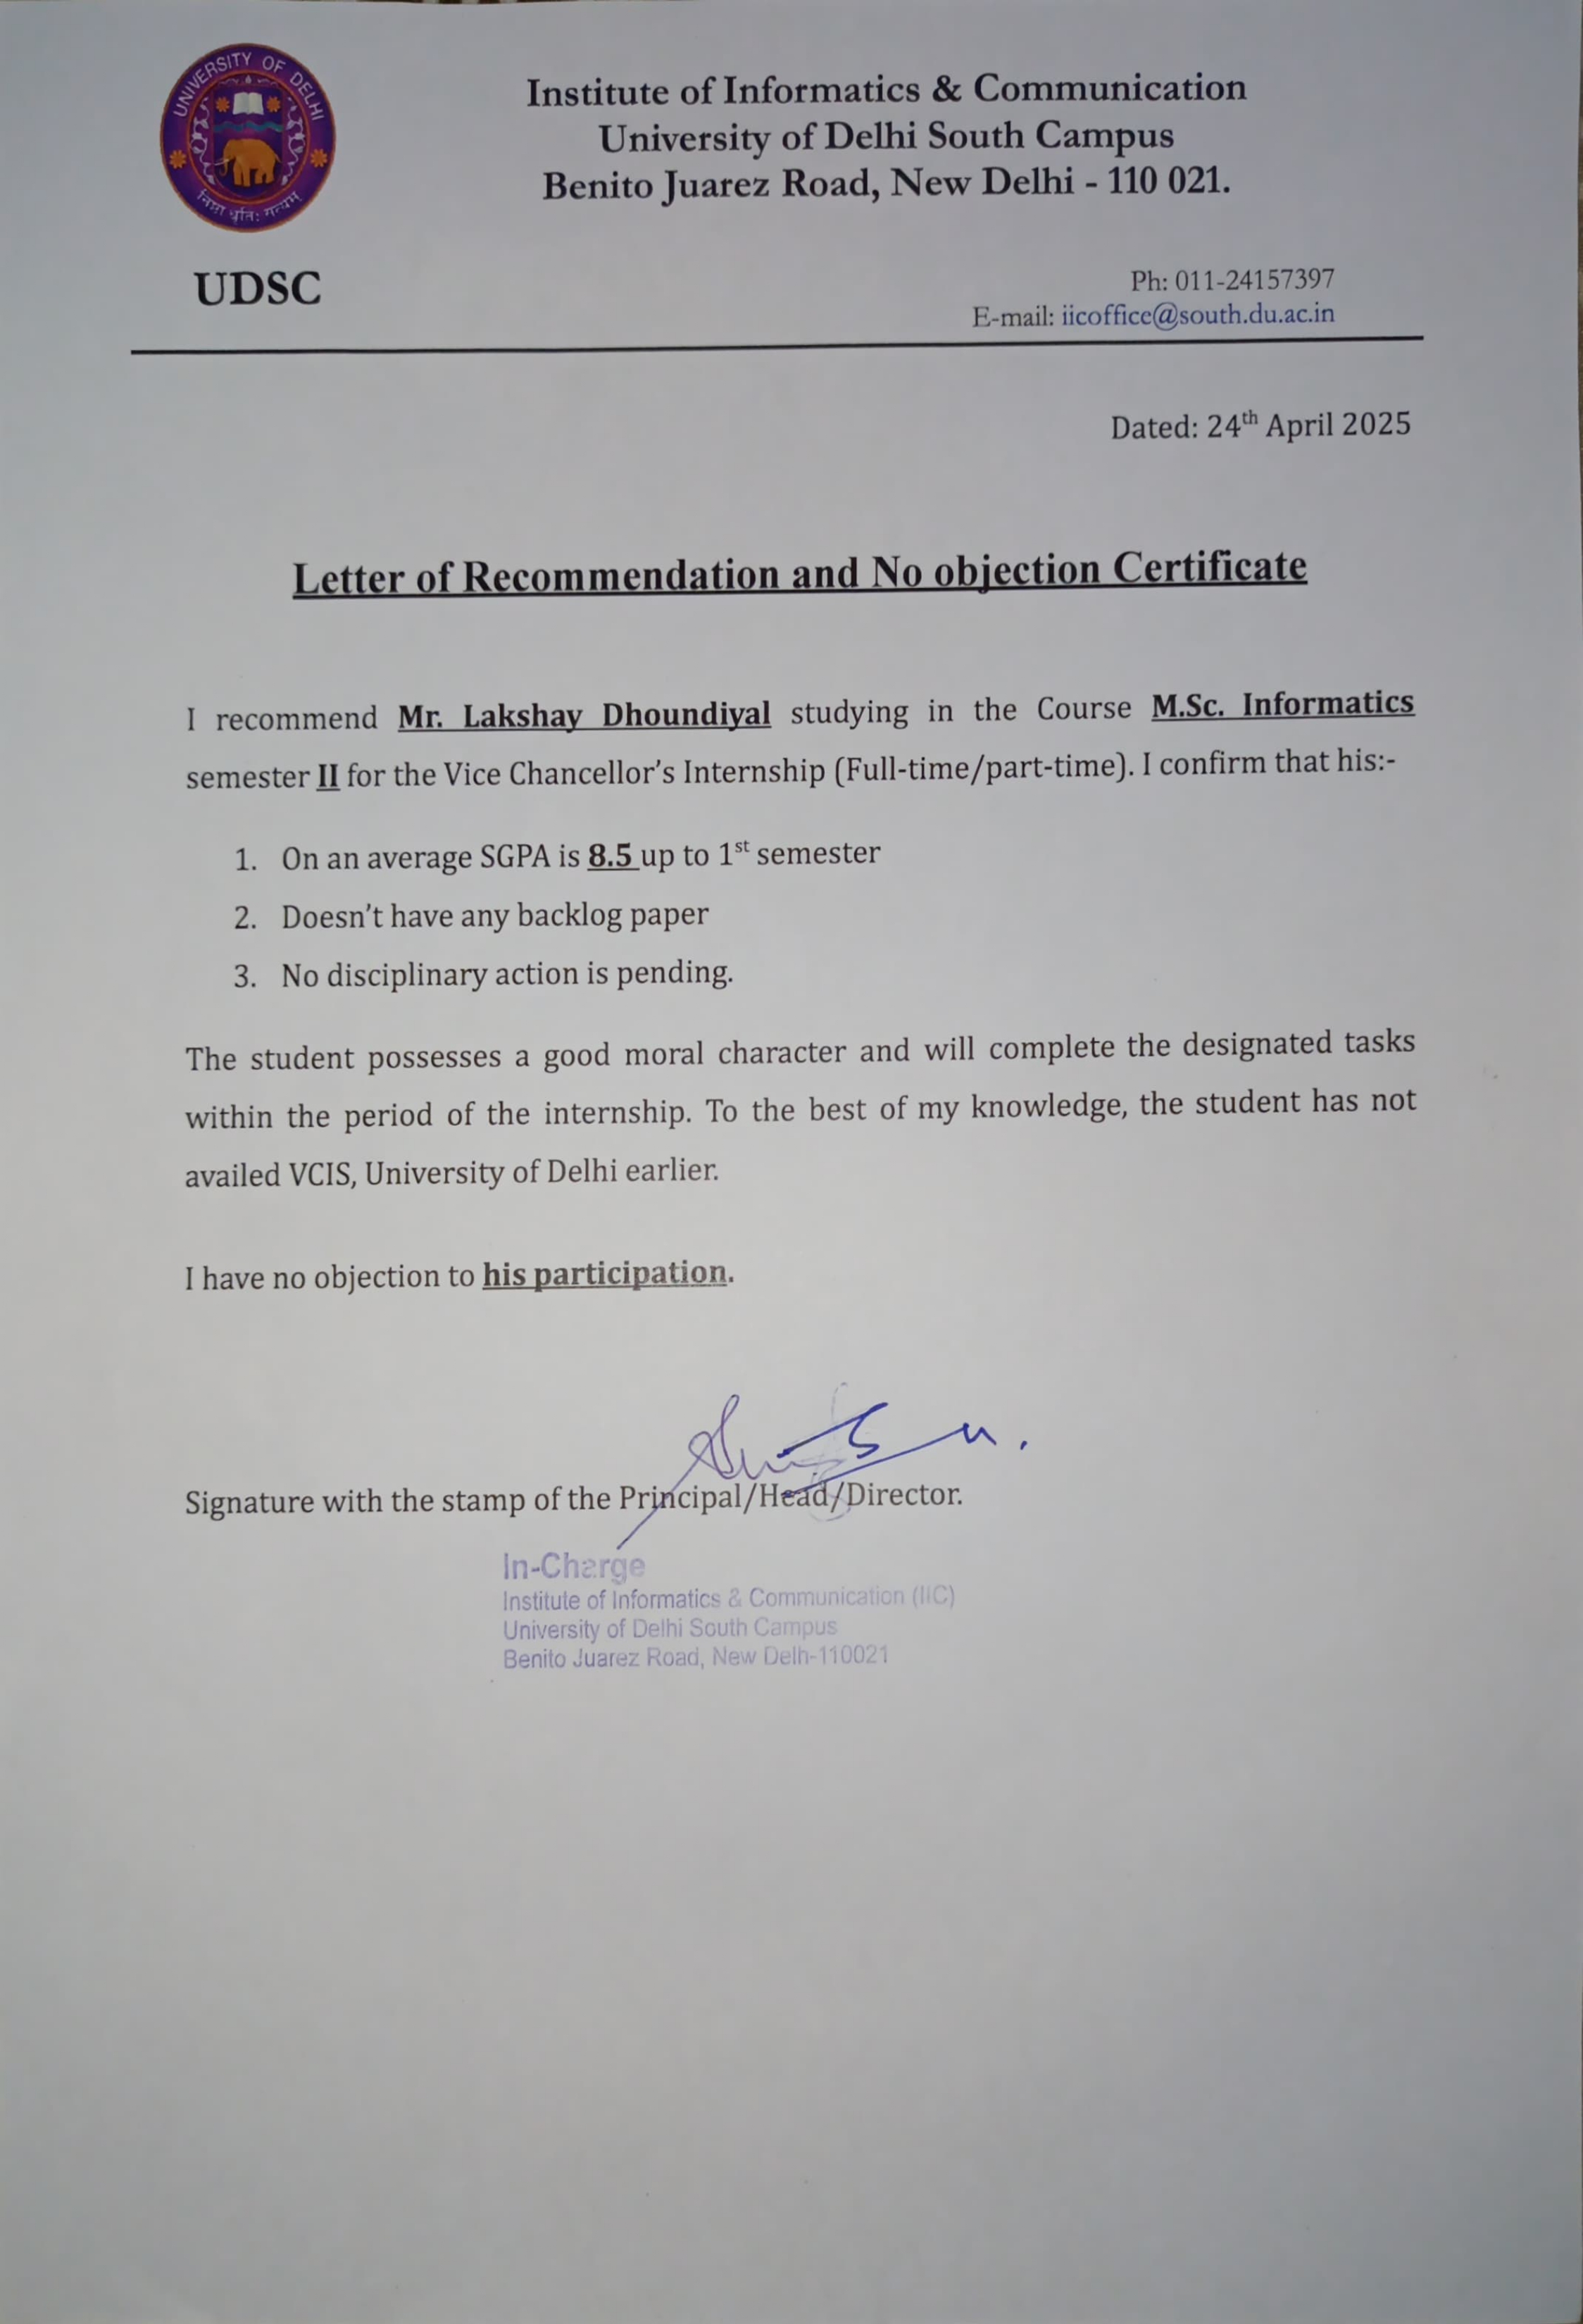 UNIVERSITY OF DELHI
Institute of Informatics & Communication
University of Delhi South Campus
Benito Juarez Road, New Delhi - 110 021.
UDSC
Ph: 011-24157397
E-mail: iicoffice@south.du.ac.in
Dated: 24th April 2025
Letter of Recommendation and No objection Certificate
I recommend Mr. Lakshay Dhoundiyal studying in the Course M.Sc. Informatics
semester II for the Vice Chancellor's Internship (Full-time/part-time). I confirm that his:-
1. On an average SGPA is 8.5 up to 1st semester
2. Doesn't have any backlog paper
3. No disciplinary action is pending.
The student possesses a good moral character and will complete the designated tasks
within the period of the internship. To the best of my knowledge, the student has not
availed VCIS, University of Delhi earlier.
I have no objection to his participation.
Signature with the stamp of the Principal/Head/Director.
In-Charge
Institute of Informatics & Communication (IIC)
University of Delhi South Campus
Benito Juarez Road, New Delh-110021